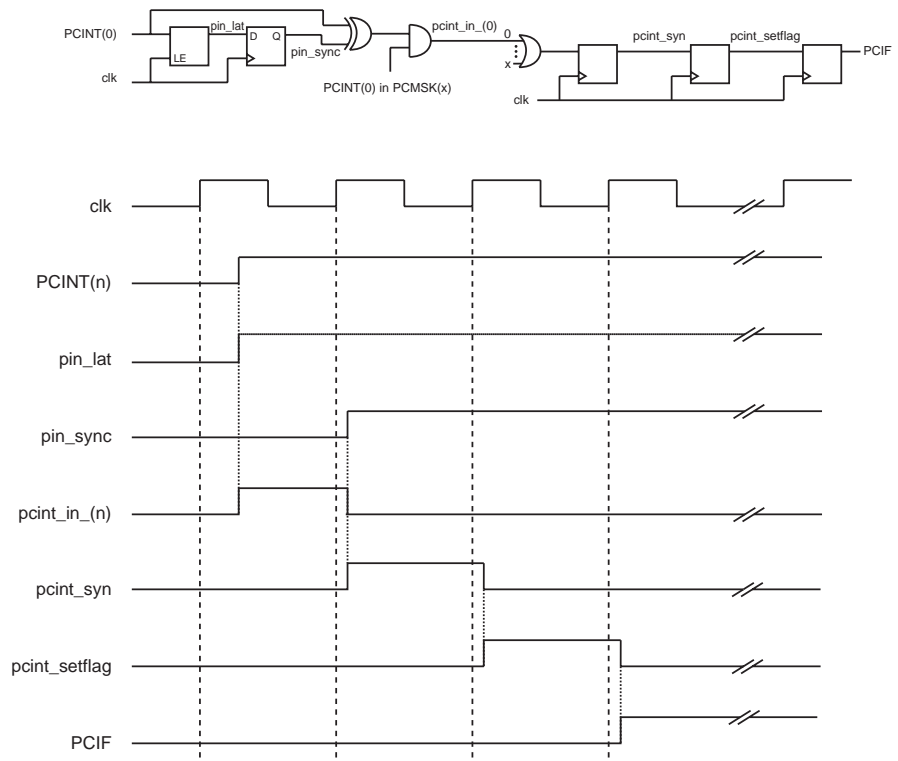 PCINT(0)
pin_lat
D Q
LE
pin_sync
clk
pcint_in_(0)
0
x
PCINT(0) in PCMSK(x)
pcint_syn
pcint_setflag
PCIF
clk
clk
PCINT(n)
pin_lat
pin_sync
pcint_in_(n)
pcint_syn
pcint_setflag
PCIF